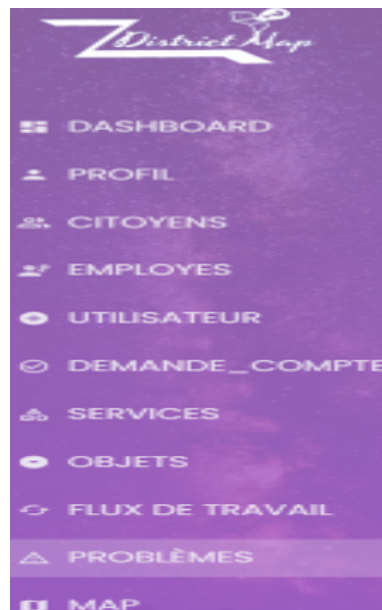 District Map
DASHBOARD
PROFIL
CITOYENS
EMPLOYES
UTILISATEUR
DEMANDE_COMPTE
SERVICES
OBJETS
FLUX DE TRAVAIL
PROBLÈMES
MAP